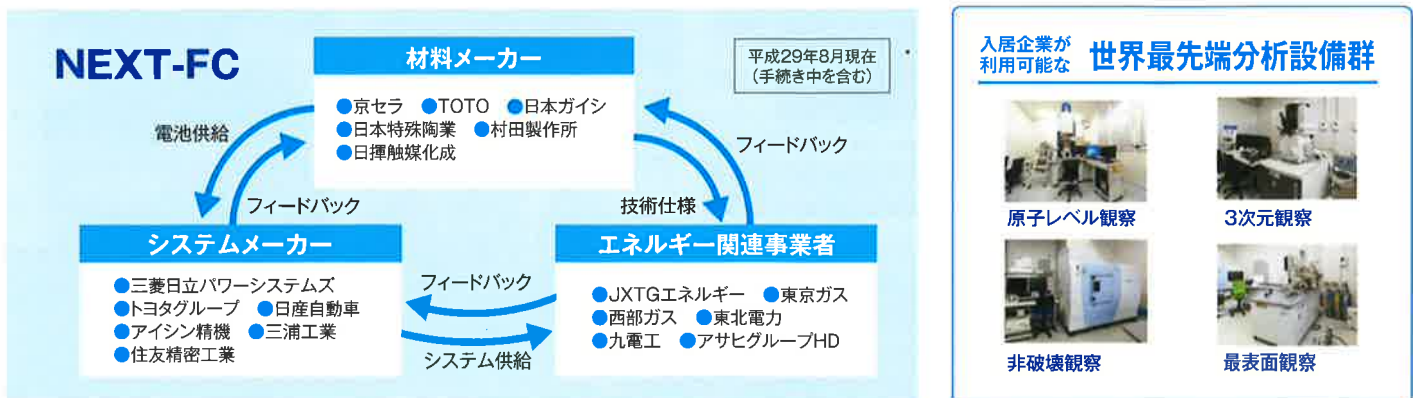 NEXT-FC
材料メーカー
平成29年8月現在
(手続き中を含む)
●京セラ ●TOTO ●日本ガイシ
●日本特殊陶業 ●村田製作所
●日揮触媒化成
電池供給
フィードバック
フィードバック
技術仕様
システムメーカー
●三菱日立パワーシステムズ
●トヨタグループ ●日産自動車
●アイシン精機 ●三浦工業
●住友精密工業
フィードバック
システム供給
エネルギー関連事業者
●JXTGエネルギー ●東京ガス
●西部ガス ●東北電力
●九電工 ●アサヒグループHD
入居企業が
利用可能な
世界最先端分析設備群
原子レベル観察
3次元観察
非破壊観察
最表面観察